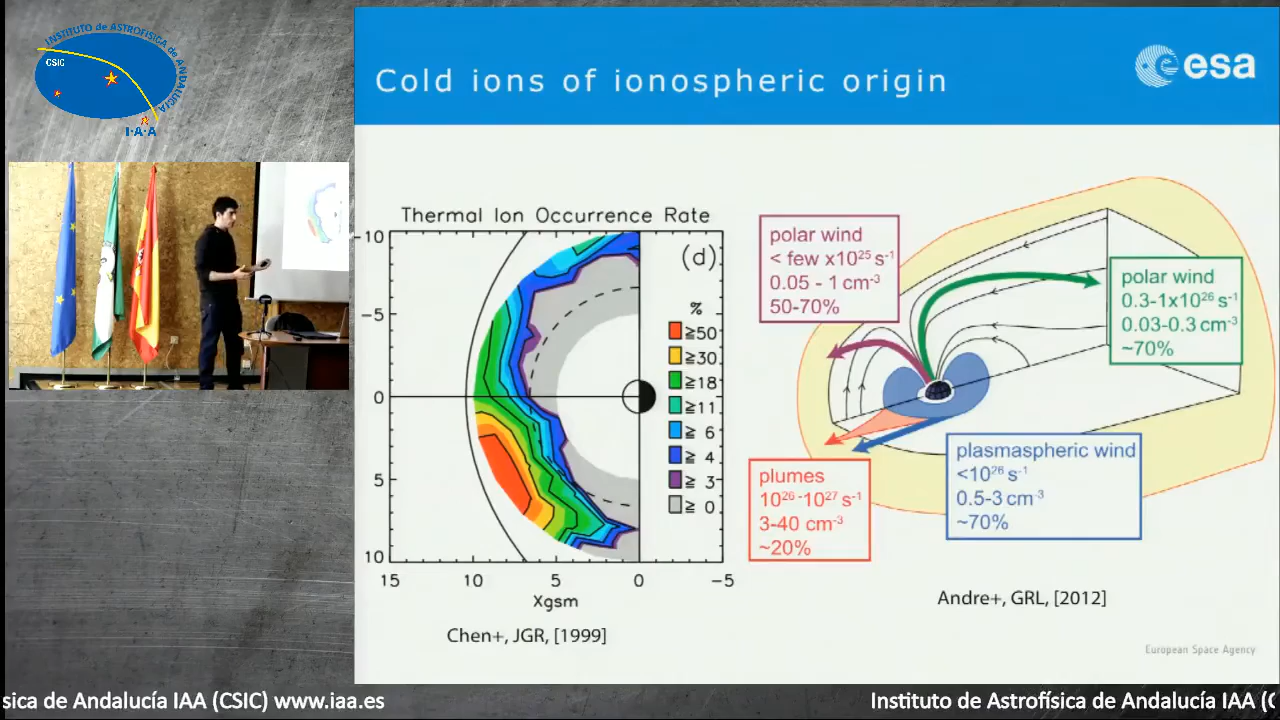 INSTITUTO de ASTROFÍSICA de ANDALUCÍA
CSIC
I·A·A
Cold ions of ionospheric origin
esa
Thermal Ion Occurrence Rate
(d)
-10
-5
0
5
10
15 10 5 0 -5
Xgsm
%
≧50
≧30
≧18
≧11
≧ 6
≧ 4
≧ 3
≧ 0
Chen+, JGR, [1999]
polar wind
< few x10²⁵ s⁻¹
0.05 - 1 cm⁻³
50-70%
polar wind
0.3-1x10²⁶ s⁻¹
0.03-0.3 cm⁻³
~70%
plumes
10²⁶-10²⁷ s⁻¹
3-40 cm⁻³
~20%
plasmaspheric wind
<10²⁶ s⁻¹
0.5-3 cm⁻³
~70%
Andre+, GRL, [2012]
European Space Agency
sica de Andalucía IAA (CSIC) www.iaa.es
Instituto de Astrofísica de Andalucía IAA (C